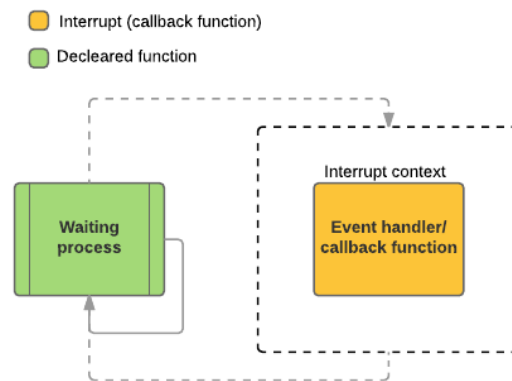 Interrupt (callback function)
Decleared function
Interrupt context
Waiting
process
Event handler/
callback function